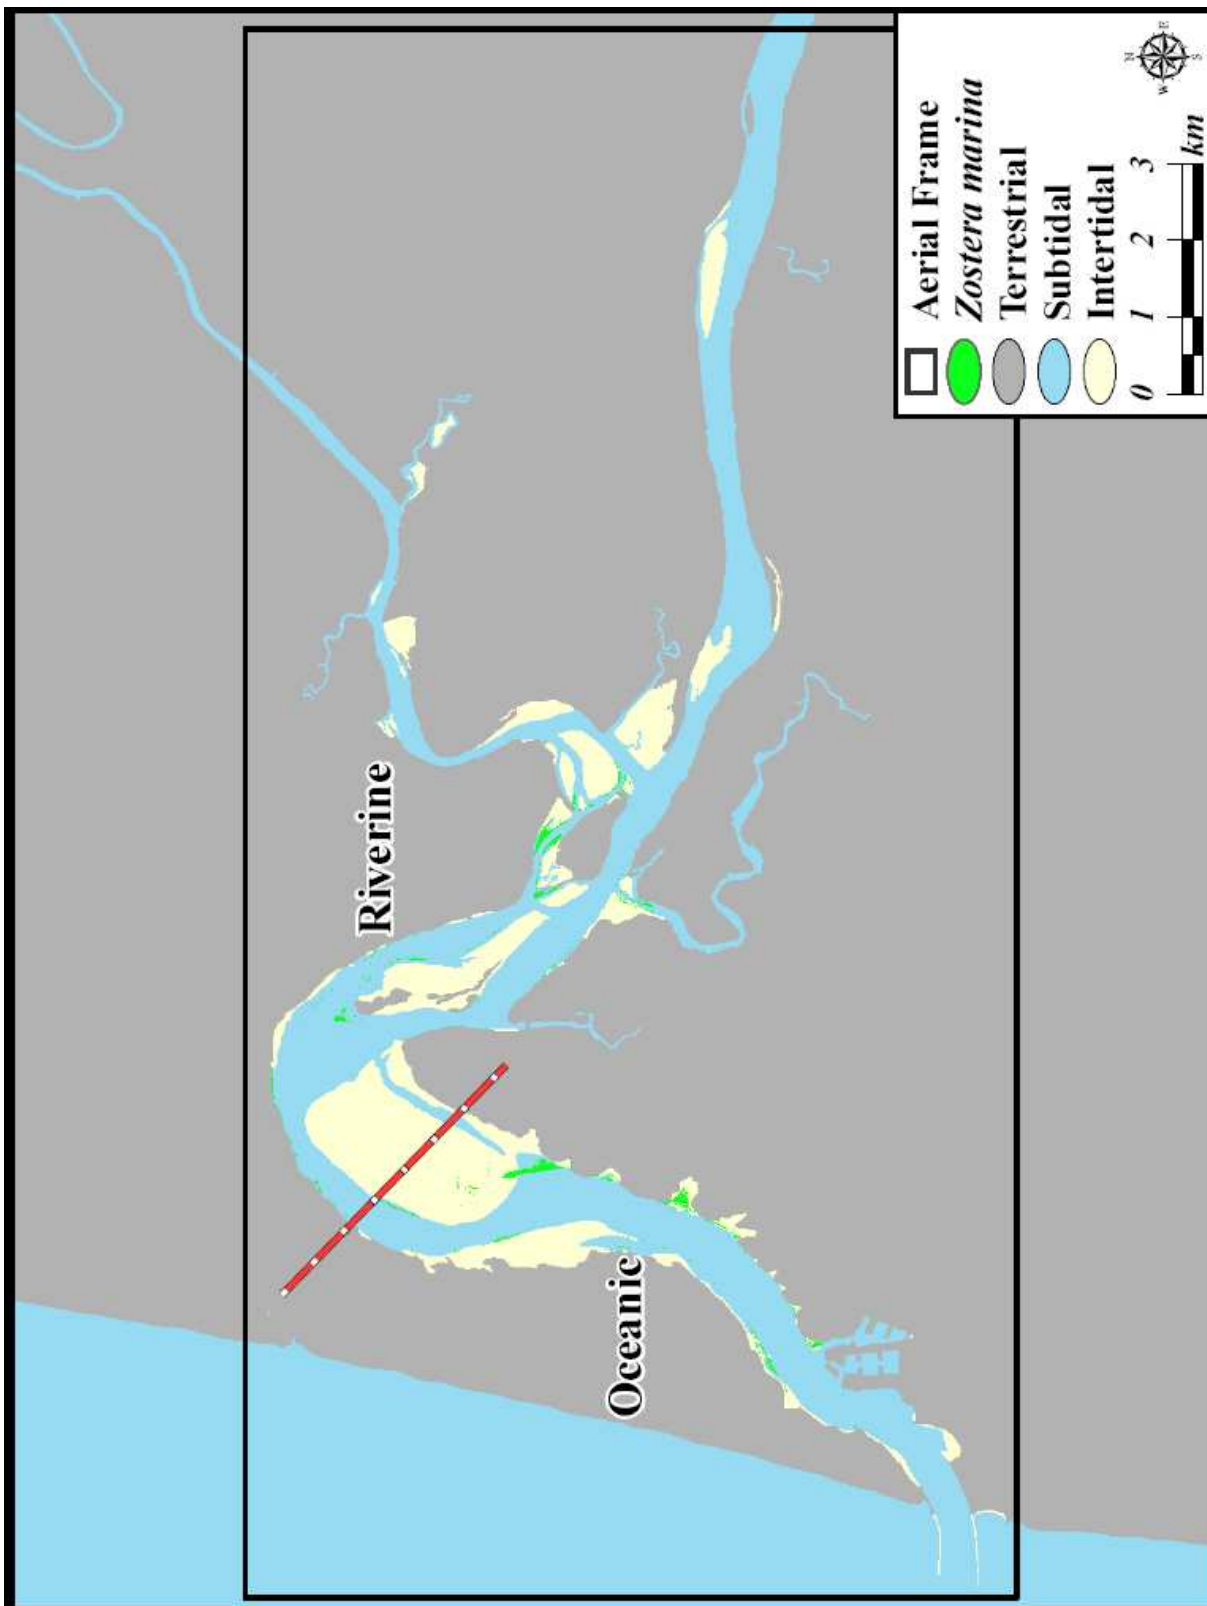 Riverine
Oceanic
Aerial Frame
Zostera marina
Terrestrial
Subtidal
Intertidal
0 1 2 3
km
N
E
S
W